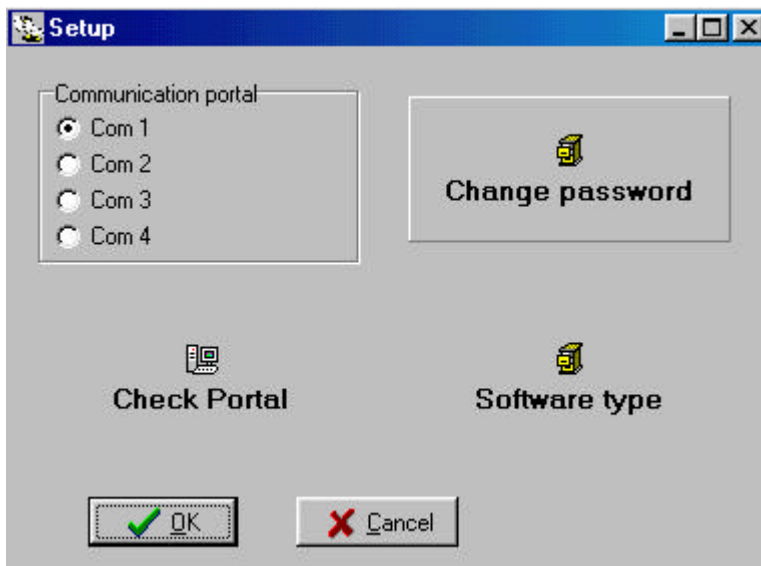 Setup
Communication portal
Com 1
Com 2
Com 3
Com 4
Change password
Check Portal
Software type
OK
Cancel